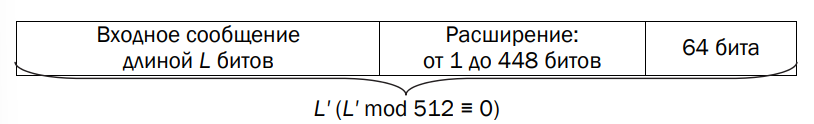 Входное сообщение
длиной L битов
Расширение:
от 1 до 448 битов
64 бита
L' (L' mod 512 ≡ 0)